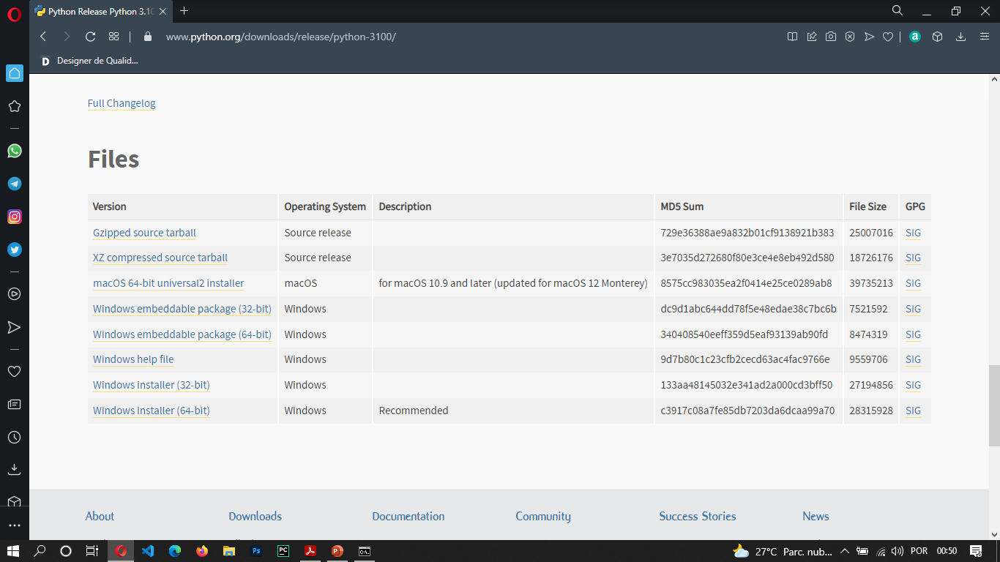 Python Release Python 3.10
www.python.org/downloads/release/python-3100/
Designer de Qualid...
Full Changelog
Files
Version Operating System Description MD5 Sum File Size GPG
Gzipped source tarball Source release 729e36388ae9a832b01cf9138921b383 25007016 SIG
XZ compressed source tarball Source release 3e7035d272680f80e3ce4e8eb492d580 18726176 SIG
macOS 64-bit universal2 installer macOS for macOS 10.9 and later (updated for macOS 12 Monterey) 8575cc983035ea2f0414e25ce0289ab8 39735213 SIG
Windows embeddable package (32-bit) Windows dc9d1abc644dd78f5e48edae38c7bc6b 7521592 SIG
Windows embeddable package (64-bit) Windows 340408540eeff359d5eaf93139ab90fd 8474319 SIG
Windows help file Windows 9d7b80c1c23cfb2cecd63ac4fac9766e 9559706 SIG
Windows installer (32-bit) Windows 133aa48145032e341ad2a000cd3bff50 27194856 SIG
Windows installer (64-bit) Windows Recommended c3917c08a7fe85db7203da6dcaa99a70 28315928 SIG
About Downloads Documentation Community Success Stories News
27°C Parc. nub... POR 00:50